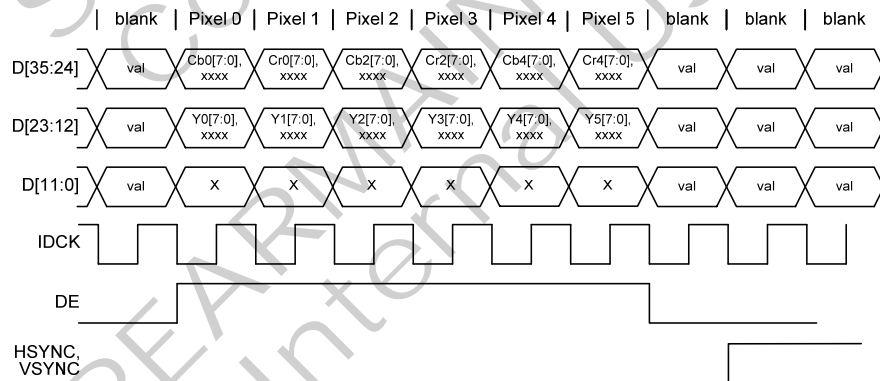 | blank | Pixel 0 | Pixel 1 | Pixel 2 | Pixel 3 | Pixel 4 | Pixel 5 | blank | blank | blank
D[35:24] val Cb0[7:0], xxxx Cr0[7:0], xxxx Cb2[7:0], xxxx Cr2[7:0], xxxx Cb4[7:0], xxxx Cr4[7:0], xxxx val val val
D[23:12] val Y0[7:0], xxxx Y1[7:0], xxxx Y2[7:0], xxxx Y3[7:0], xxxx Y4[7:0], xxxx Y5[7:0], xxxx val val val
D[11:0] val X X X X X X val val val
IDCK
DE
HSYNC,
VSYNC
REARMAIN
Internal